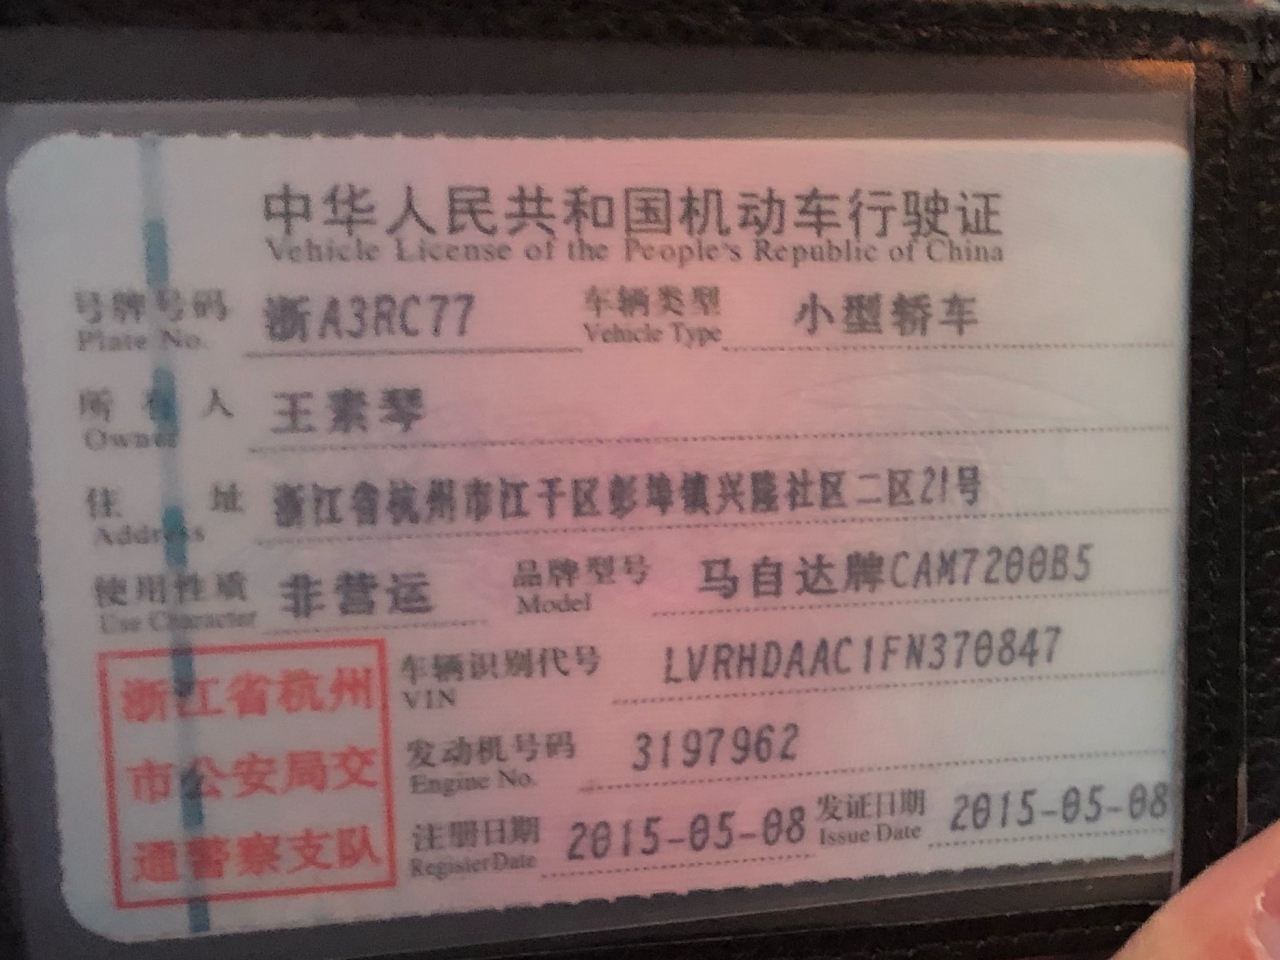 中华人民共和国机动车行驶证
Vehicle License of the People's Republic of China
号牌号码 浙A3RC77 车辆类型 小型轿车
Plate No. Vehicle Type
所有人 王素琴
Owner
住址 浙江省杭州市江干区彭埠镇兴隆社区二区21号
Address
使用性质 非营运 品牌型号 马自达牌CAM7200B5
Use Character Model
车辆识别代号 LVRHDAAC1FN370847
VIN
发动机号码 3197962
Engine No.
注册日期 2015-05-08 发证日期 2015-05-08
Register Date Issue Date
浙江省杭州
市公安局交
通警察支队